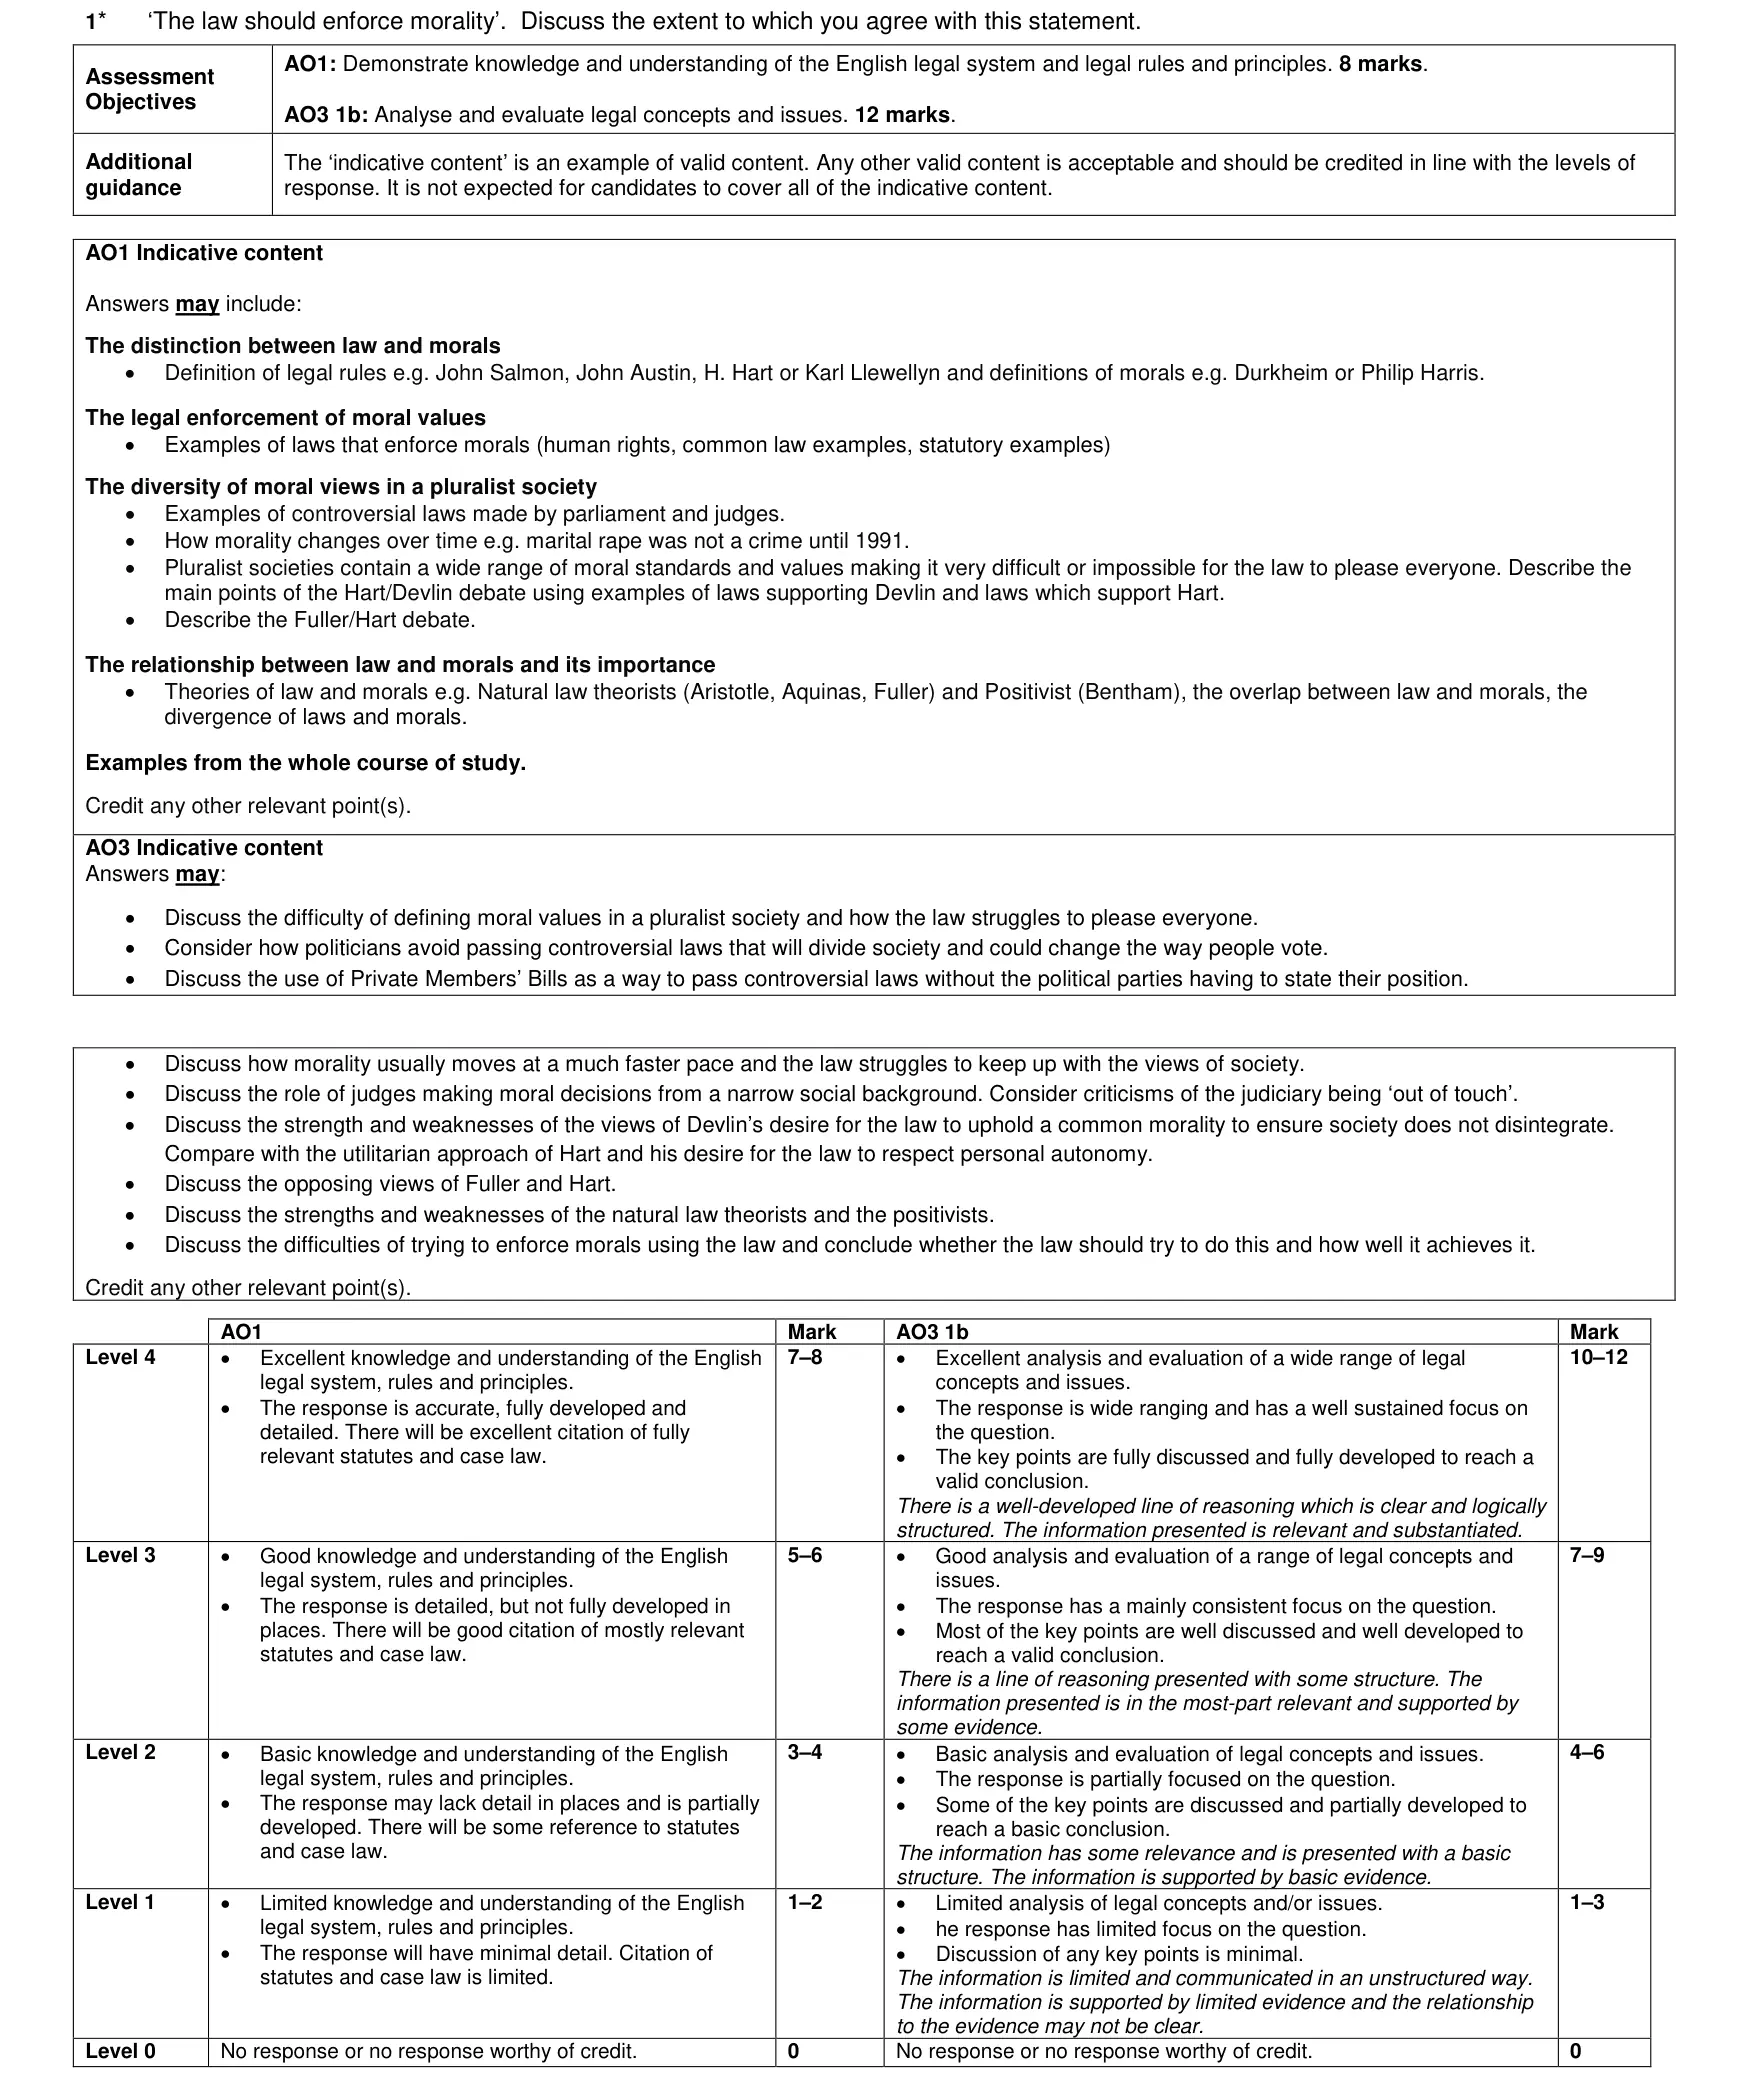 1* ‘The law should enforce morality’. Discuss the extent to which you agree with this statement.
Assessment
Objectives
AO1: Demonstrate knowledge and understanding of the English legal system and legal rules and principles. 8 marks.
AO3 1b: Analyse and evaluate legal concepts and issues. 12 marks.
Additional
guidance
The ‘indicative content’ is an example of valid content. Any other valid content is acceptable and should be credited in line with the levels of
response. It is not expected for candidates to cover all of the indicative content.
AO1 Indicative content
Answers may include:
The distinction between law and morals
• Definition of legal rules e.g. John Salmon, John Austin, H. Hart or Karl Llewellyn and definitions of morals e.g. Durkheim or Philip Harris.
The legal enforcement of moral values
• Examples of laws that enforce morals (human rights, common law examples, statutory examples)
The diversity of moral views in a pluralist society
• Examples of controversial laws made by parliament and judges.
• How morality changes over time e.g. marital rape was not a crime until 1991.
• Pluralist societies contain a wide range of moral standards and values making it very difficult or impossible for the law to please everyone. Describe the
main points of the Hart/Devlin debate using examples of laws supporting Devlin and laws which support Hart.
• Describe the Fuller/Hart debate.
The relationship between law and morals and its importance
• Theories of law and morals e.g. Natural law theorists (Aristotle, Aquinas, Fuller) and Positivist (Bentham), the overlap between law and morals, the
divergence of laws and morals.
Examples from the whole course of study.
Credit any other relevant point(s).
AO3 Indicative content
Answers may:
• Discuss the difficulty of defining moral values in a pluralist society and how the law struggles to please everyone.
• Consider how politicians avoid passing controversial laws that will divide society and could change the way people vote.
• Discuss the use of Private Members’ Bills as a way to pass controversial laws without the political parties having to state their position.
• Discuss how morality usually moves at a much faster pace and the law struggles to keep up with the views of society.
• Discuss the role of judges making moral decisions from a narrow social background. Consider criticisms of the judiciary being ‘out of touch’.
• Discuss the strength and weaknesses of the views of Devlin’s desire for the law to uphold a common morality to ensure society does not disintegrate.
Compare with the utilitarian approach of Hart and his desire for the law to respect personal autonomy.
• Discuss the opposing views of Fuller and Hart.
• Discuss the strengths and weaknesses of the natural law theorists and the positivists.
• Discuss the difficulties of trying to enforce morals using the law and conclude whether the law should try to do this and how well it achieves it.
Credit any other relevant point(s).
AO1 Mark AO3 1b Mark
Level 4
• Excellent knowledge and understanding of the English
legal system, rules and principles.
• The response is accurate, fully developed and
detailed. There will be excellent citation of fully
relevant statutes and case law.
7–8
• Excellent analysis and evaluation of a wide range of legal
concepts and issues.
• The response is wide ranging and has a well sustained focus on
the question.
• The key points are fully discussed and fully developed to reach a
valid conclusion.
There is a well-developed line of reasoning which is clear and logically
structured. The information presented is relevant and substantiated.
10–12
Level 3
• Good knowledge and understanding of the English
legal system, rules and principles.
• The response is detailed, but not fully developed in
places. There will be good citation of mostly relevant
statutes and case law.
5–6
• Good analysis and evaluation of a range of legal concepts and
issues.
• The response has a mainly consistent focus on the question.
• Most of the key points are well discussed and well developed to
reach a valid conclusion.
There is a line of reasoning presented with some structure. The
information presented is in the most-part relevant and supported by
some evidence.
7–9
Level 2
• Basic knowledge and understanding of the English
legal system, rules and principles.
• The response may lack detail in places and is partially
developed. There will be some reference to statutes
and case law.
3–4
• Basic analysis and evaluation of legal concepts and issues.
• The response is partially focused on the question.
• Some of the key points are discussed and partially developed to
reach a basic conclusion.
The information has some relevance and is presented with a basic
structure. The information is supported by basic evidence.
4–6
Level 1
• Limited knowledge and understanding of the English
legal system, rules and principles.
• The response will have minimal detail. Citation of
statutes and case law is limited.
1–2
• Limited analysis of legal concepts and/or issues.
• he response has limited focus on the question.
• Discussion of any key points is minimal.
The information is limited and communicated in an unstructured way.
The information is supported by limited evidence and the relationship
to the evidence may not be clear.
1–3
Level 0
No response or no response worthy of credit.
0
No response or no response worthy of credit.
0